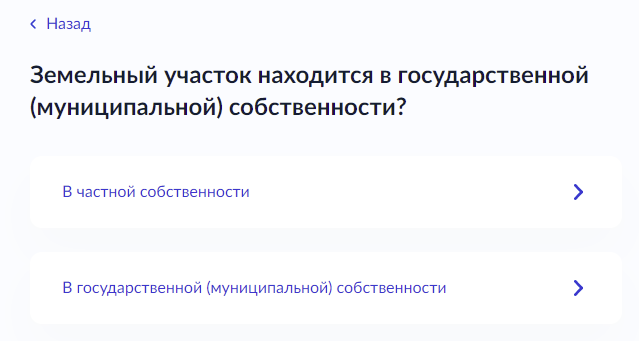 Назад
Земельный участок находится в государственной
(муниципальной) собственности?
В частной собственности
В государственной (муниципальной) собственности